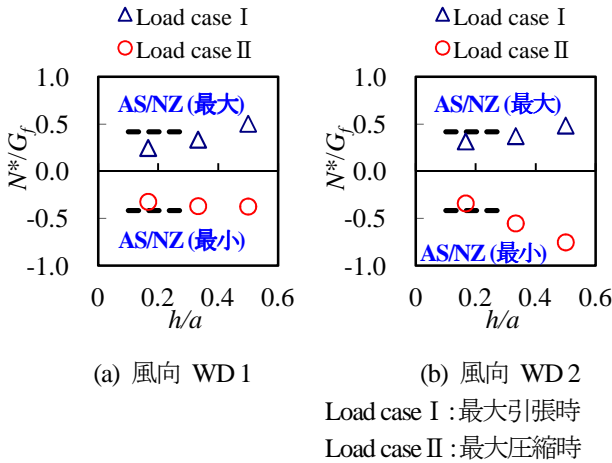 △ Load case Ⅰ
○ Load case Ⅱ
1.0
AS/NZ (最大)
0.5
N*/G_f
0.0
-0.5
AS/NZ (最小)
-1.0
0 0.2 0.4 0.6
h/a
(a) 風向 WD 1
△ Load case Ⅰ
○ Load case Ⅱ
1.0
AS/NZ (最大)
0.5
N*/G_f
0.0
-0.5
AS/NZ (最小)
-1.0
0 0.2 0.4 0.6
h/a
(b) 風向 WD 2
Load case Ⅰ : 最大引張時
Load case Ⅱ : 最大圧縮時